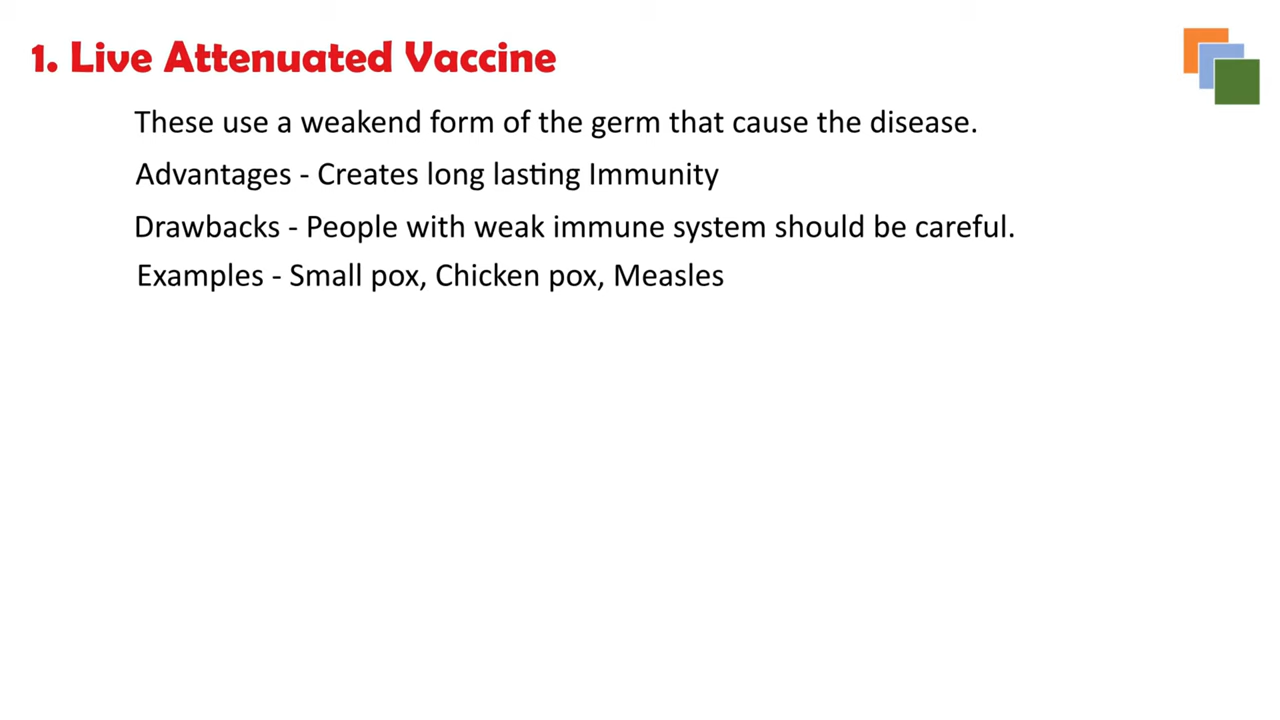 1. Live Attenuated Vaccine
These use a weakend form of the germ that cause the disease.
Advantages - Creates long lasting Immunity
Drawbacks - People with weak immune system should be careful.
Examples - Small pox, Chicken pox, Measles